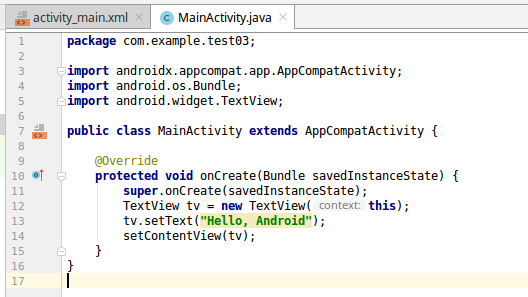 activity_main.xml
MainActivity.java
1 package com.example.test03;
2
3 import androidx.appcompat.app.AppCompatActivity;
4 import android.os.Bundle;
5 import android.widget.TextView;
6
7 public class MainActivity extends AppCompatActivity {
8
9 @Override
10 protected void onCreate(Bundle savedInstanceState) {
11 super.onCreate(savedInstanceState);
12 TextView tv = new TextView( context: this);
13 tv.setText("Hello, Android");
14 setContentView(tv);
15 }
16 }
17